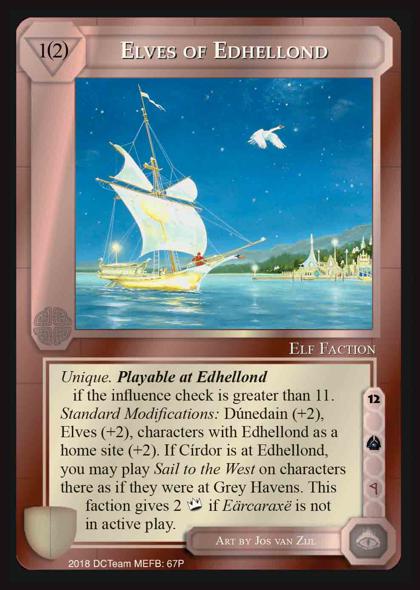 1(2)
ELVES OF EDHELLOND
ELF FACTION
Unique. Playable at Edhellond
if the influence check is greater than 11.
Standard Modifications: Dúnedain (+2),
Elves (+2), characters with Edhellond as a
home site (+2). If Círdor is at Edhellond,
you may play Sail to the West on characters
there as if they were at Grey Havens. This
faction gives 2 if Eärcaraxë is not
in active play.
12
ART BY JOS VAN ZIJL
2018 DCTeam MEFB: 67P